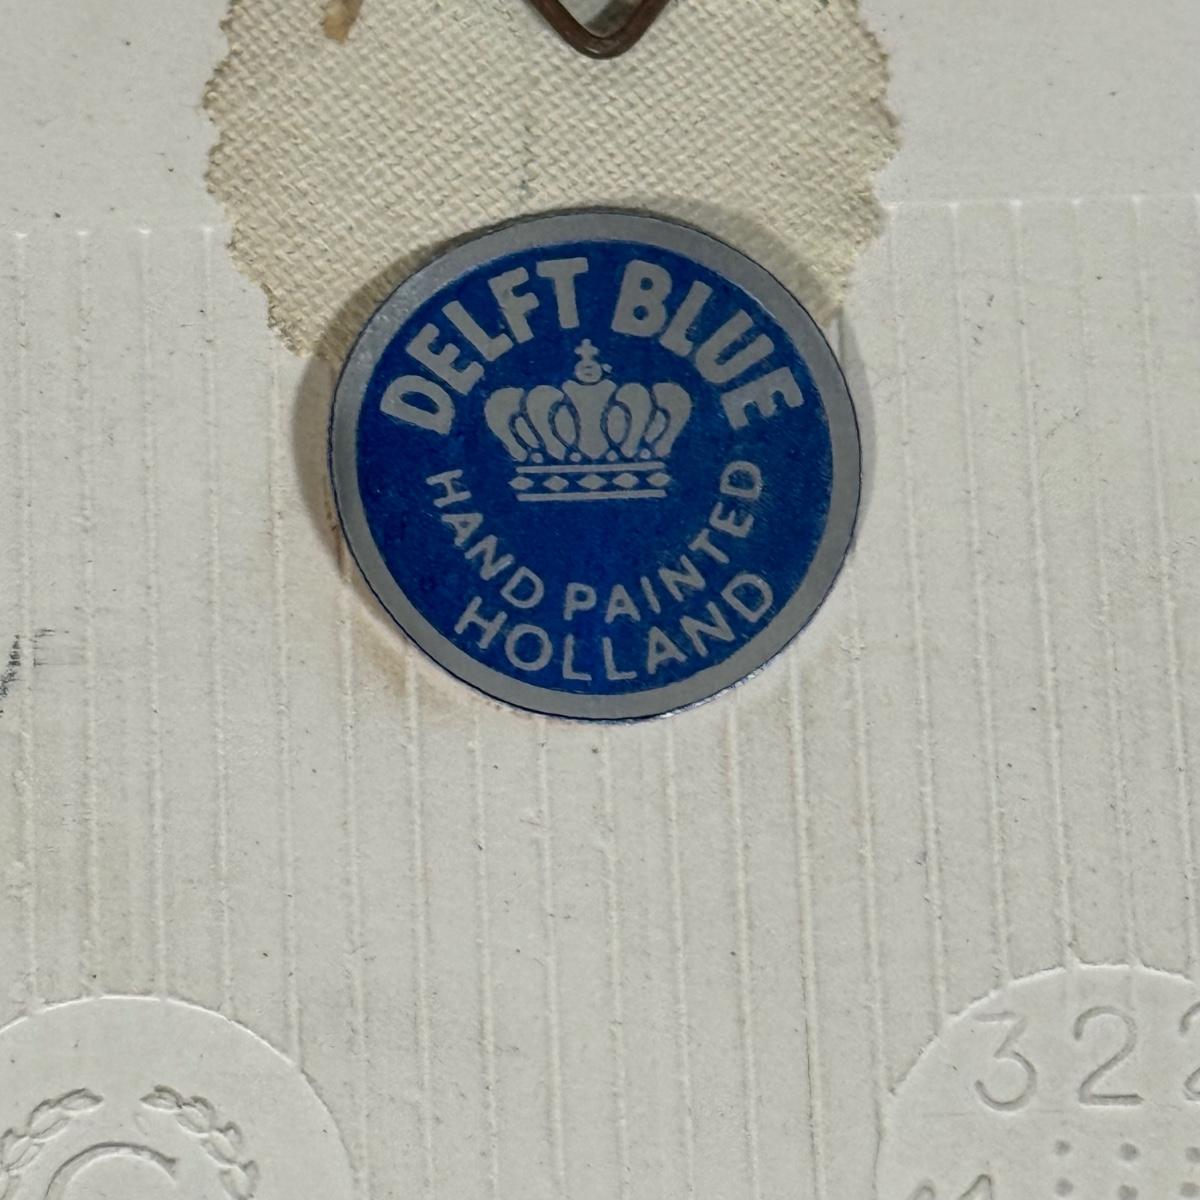 DELFT BLUE
HAND PAINTED
HOLLAND
322
C